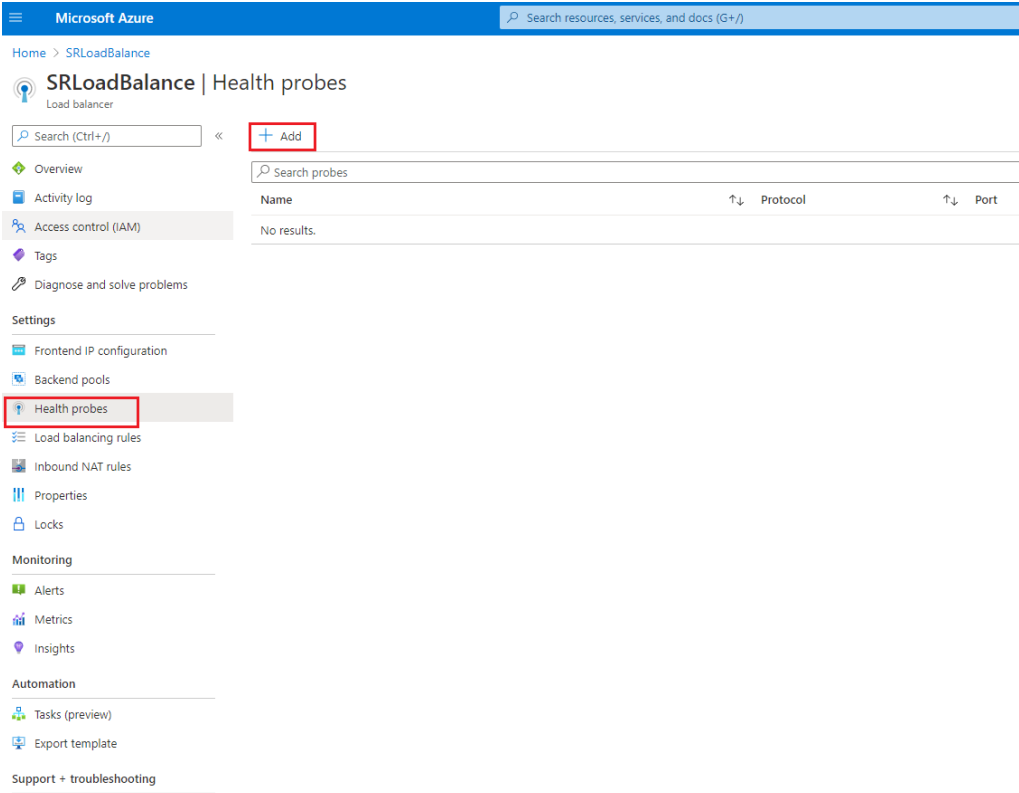 Microsoft Azure
Search resources, services, and docs (G+/)
Home > SRLoadBalance
SRLoadBalance | Health probes
Load balancer
Search (Ctrl+/)
«
+ Add
Overview
Activity log
Access control (IAM)
Tags
Diagnose and solve problems
Settings
Frontend IP configuration
Backend pools
Health probes
Load balancing rules
Inbound NAT rules
Properties
Locks
Monitoring
Alerts
Metrics
Insights
Automation
Tasks (preview)
Export template
Support + troubleshooting
Search probes
Name ↑↓ Protocol ↑↓ Port
No results.